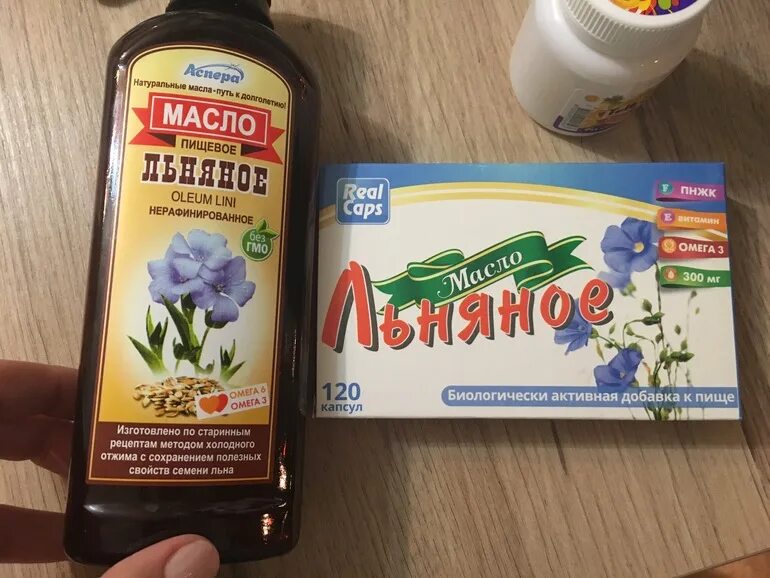 Аспера
Натуральные масла-путь к долголетию!
МАСЛО
ПИЩЕВОЕ
ЛЬНЯНОЕ
OLEUM LINI
НЕРАФИНИРОВАННОЕ
без
ГМО
ОМЕГА 6
ОМЕГА 3
Изготовлено по старинным
рецептам методом холодного
отжима с сохранением полезных
свойств семени льна
Real
Caps
Масло
Льняное
120
капсул
Биологически активная добавка к пище
F ПНЖК
E ВИТАМИН
ОМЕГА 3
300 мг